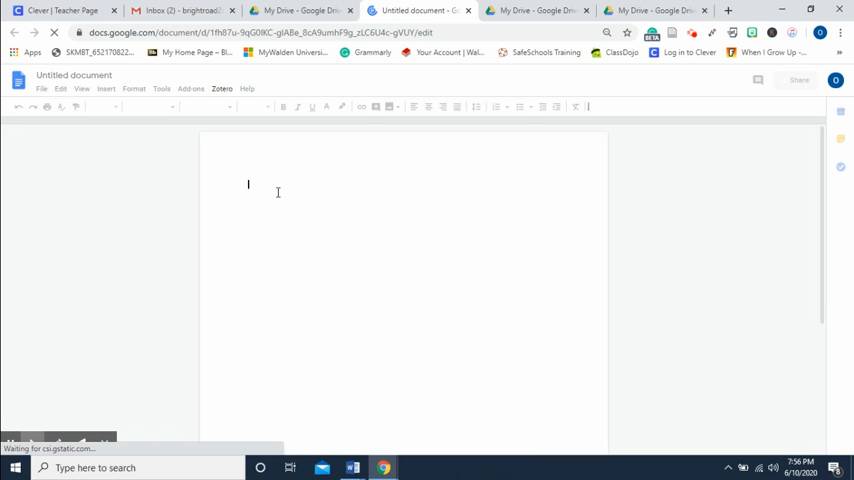 Clever | Teacher Page
Inbox (2) - brightroad2
My Drive - Google Driv
Untitled document - Go
My Drive - Google Driv
My Drive - Google Driv
docs.google.com/document/d/1fh87u-9qG0IKC-glABe_8cA9umhF9g_zLC6U4c-gVUY/edit
BETA
O
Apps
SKMBT_652170822...
My Home Page – Bl...
MyWalden Universi...
Grammarly
Your Account | Wal...
SafeSchools Training
ClassDojo
Log in to Clever
When I Grow Up -...
Untitled document
Share
O
File Edit View Insert Format Tools Add-ons Zotero Help
Waiting for csi.gstatic.com...
Type here to search
7:56 PM
6/10/2020